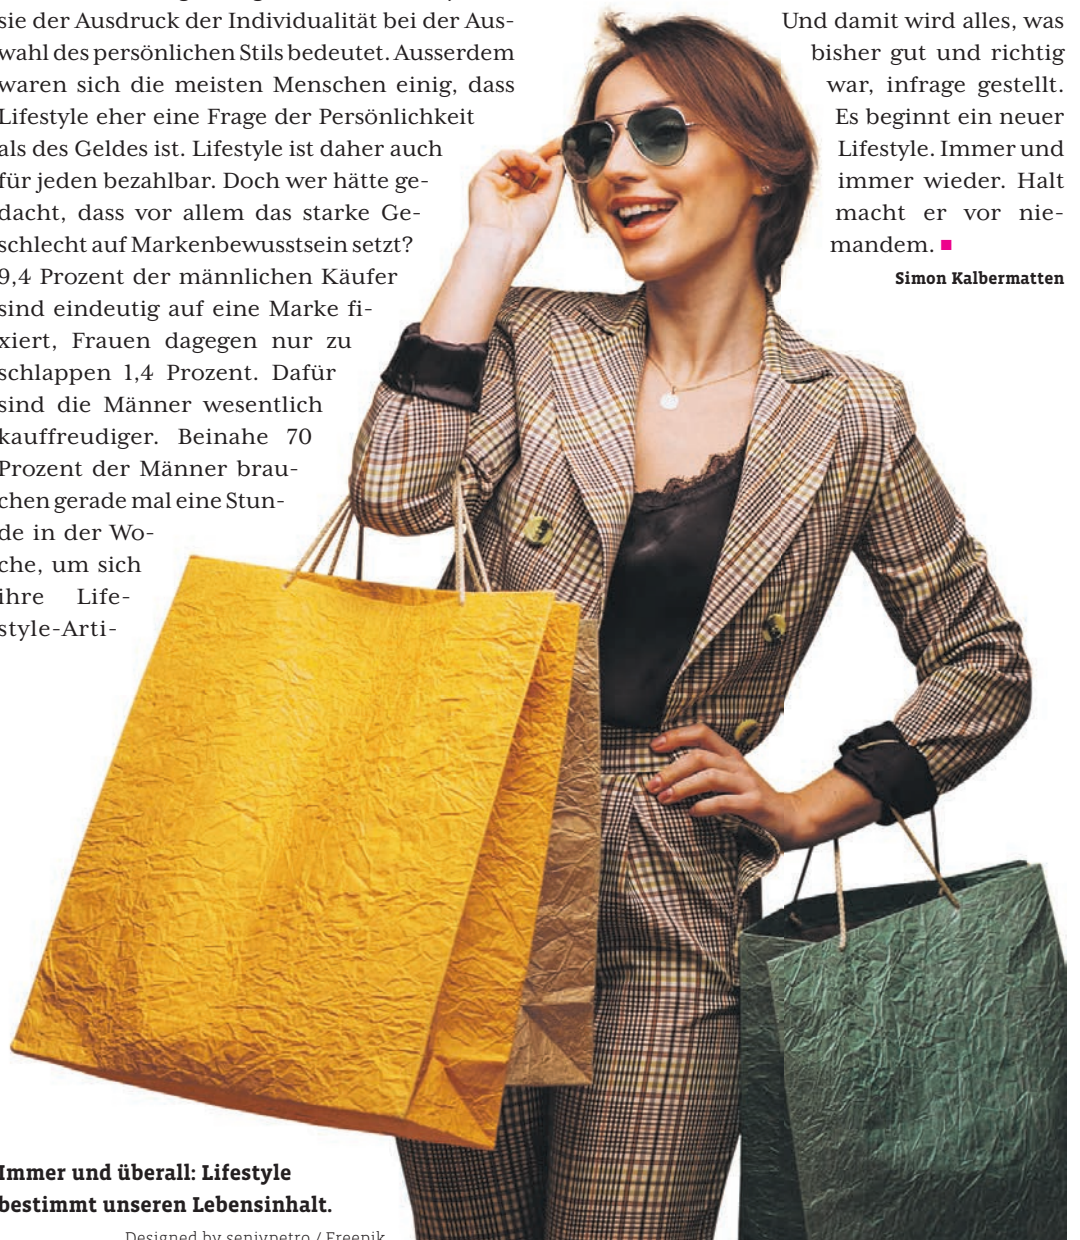 sie der Ausdruck der Individualität bei der Aus-
wahl des persönlichen Stils bedeutet. Ausserdem
waren sich die meisten Menschen einig, dass
Lifestyle eher eine Frage der Persönlichkeit
als des Geldes ist. Lifestyle ist daher auch
für jeden bezahlbar. Doch wer hätte ge-
dacht, dass vor allem das starke Ge-
schlecht auf Markenbewusstsein setzt?
9,4 Prozent der männlichen Käufer
sind eindeutig auf eine Marke fi-
xiert, Frauen dagegen nur zu
schlappen 1,4 Prozent. Dafür
sind die Männer wesentlich
kauffreudiger. Beinahe 70
Prozent der Männer brau-
chen gerade mal eine Stun-
de in der Wo-
che, um sich
ihre Life-
style-Arti-
Und damit wird alles, was
bisher gut und richtig
war, infrage gestellt.
Es beginnt ein neuer
Lifestyle. Immer und
immer wieder. Halt
macht er vor nie-
mandem.
Simon Kalbermatten
Immer und überall: Lifestyle
bestimmt unseren Lebensinhalt.
Designed by senivpetro / Freepik